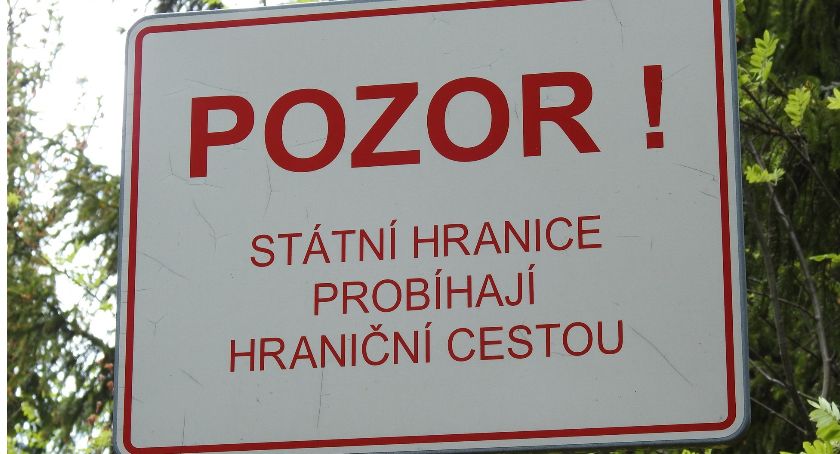 POZOR !
STÁTNÍ HRANICE
PROBÍHAJÍ
HRANIČNÍ CESTOU